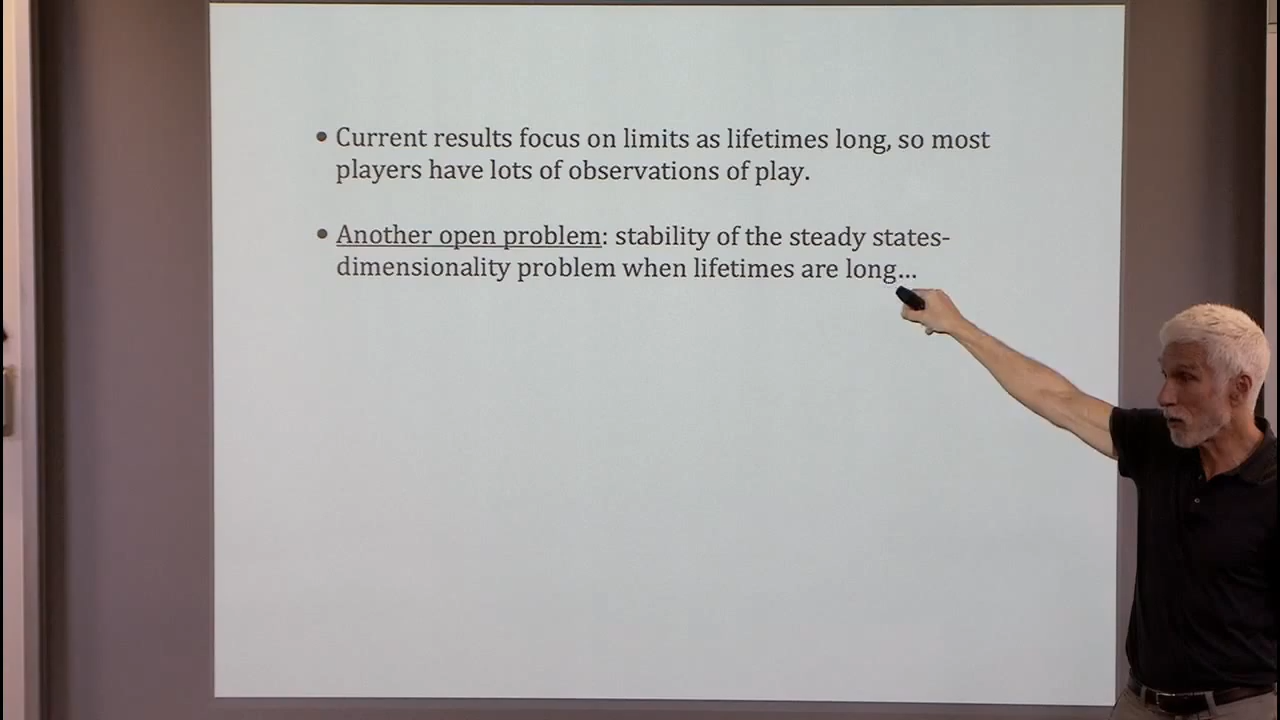 • Current results focus on limits as lifetimes long, so most
players have lots of observations of play.
• Another open problem: stability of the steady states-
dimensionality problem when lifetimes are long...